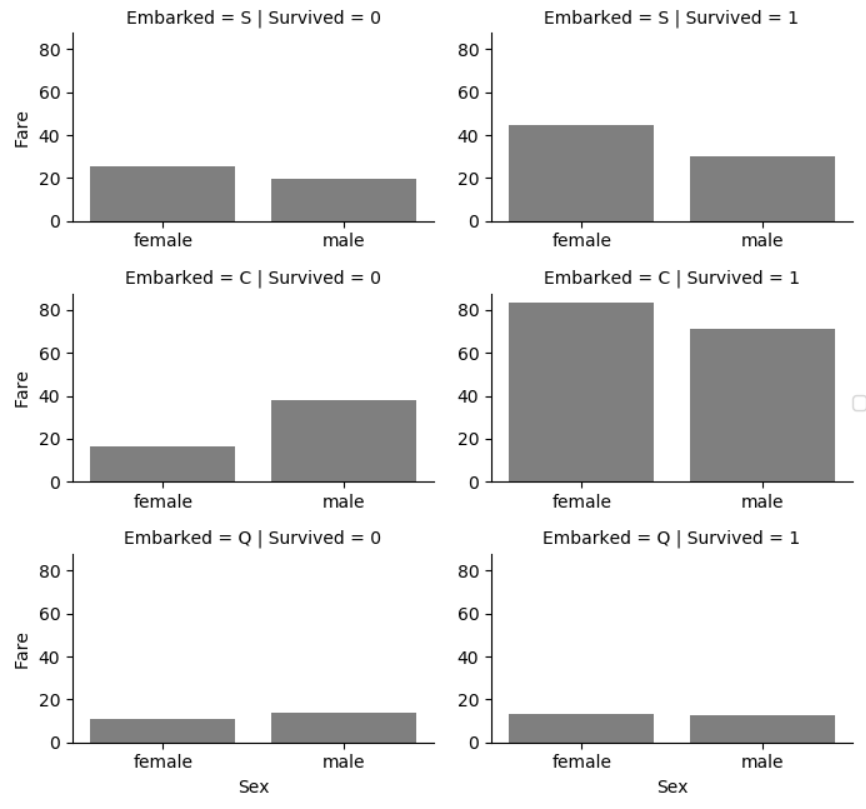 Embarked = S | Survived = 0
Embarked = S | Survived = 1
80
60
40
20
0
Fare
female
male
80
60
40
20
0
female
male
Embarked = C | Survived = 0
Embarked = C | Survived = 1
80
60
40
20
0
Fare
female
male
80
60
40
20
0
female
male
Embarked = Q | Survived = 0
Embarked = Q | Survived = 1
80
60
40
20
0
Fare
female
male
Sex
80
60
40
20
0
female
male
Sex